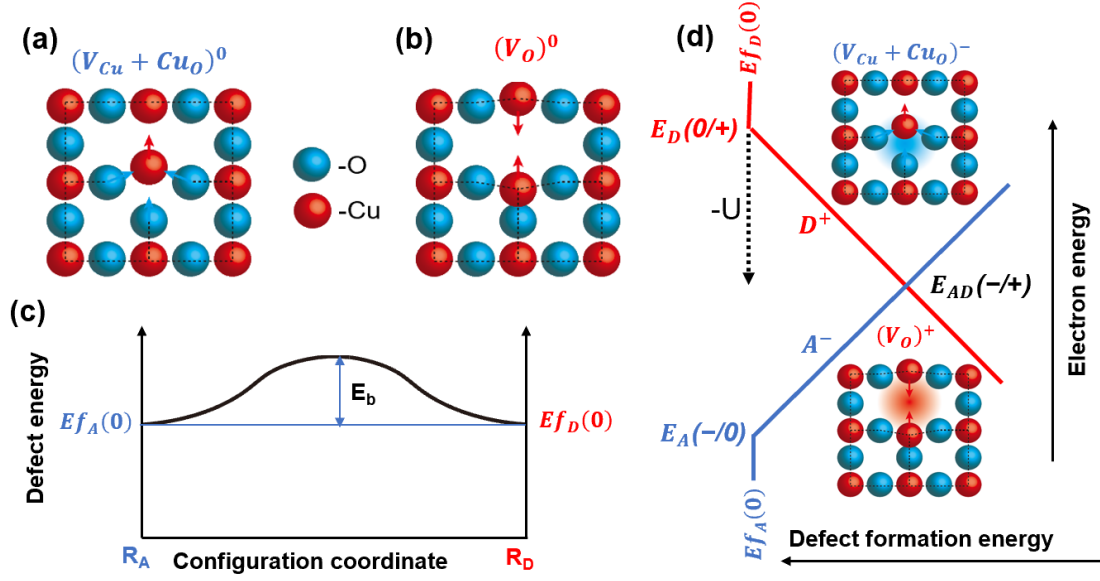 (a)
(V_Cu + Cu_O)^0
-O
-Cu
(b)
(V_O)^0
(c)
Defect energy
Ef_A(0)
E_b
Ef_D(0)
R_A
Configuration coordinate
R_D
(d)
Ef_D(0)
(V_Cu + Cu_O)^−
E_D(0/+)
-U
D^+
E_AD(−/+)
(V_O)^+
A^−
E_A(−/0)
Ef_A(0)
Electron energy
Defect formation energy